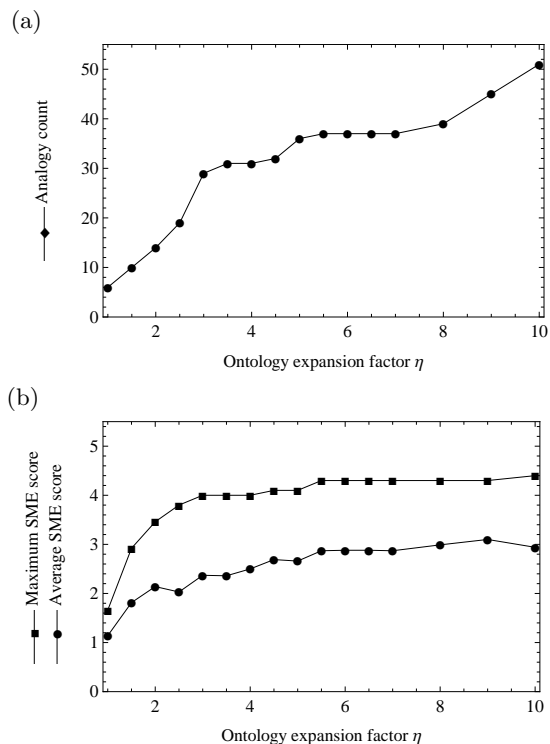 (a)
50
40
30
20
10
0
Analogy count
2 4 6 8 10
Ontology expansion factor η
(b)
5
4
3
2
1
0
Maximum SME score
Average SME score
2 4 6 8 10
Ontology expansion factor η